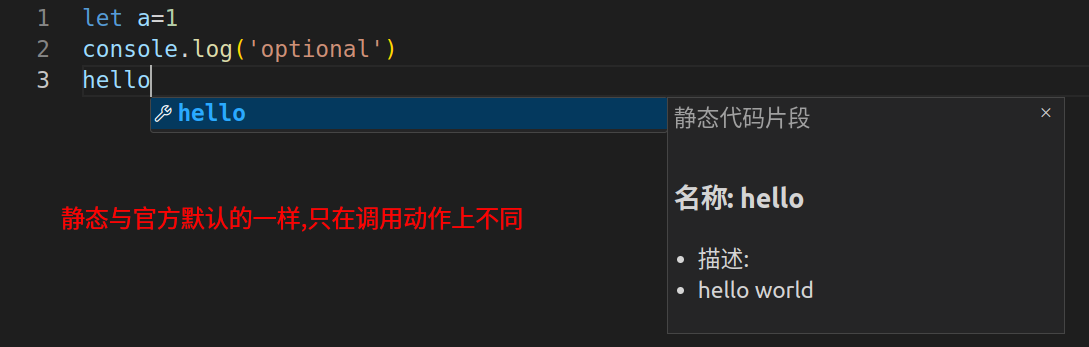 1 let a=1
2 console.log('optional')
3 hello
hello
静态代码片段
名称: hello
描述:
hello world
静态与官方默认的一样,只在调用动作上不同